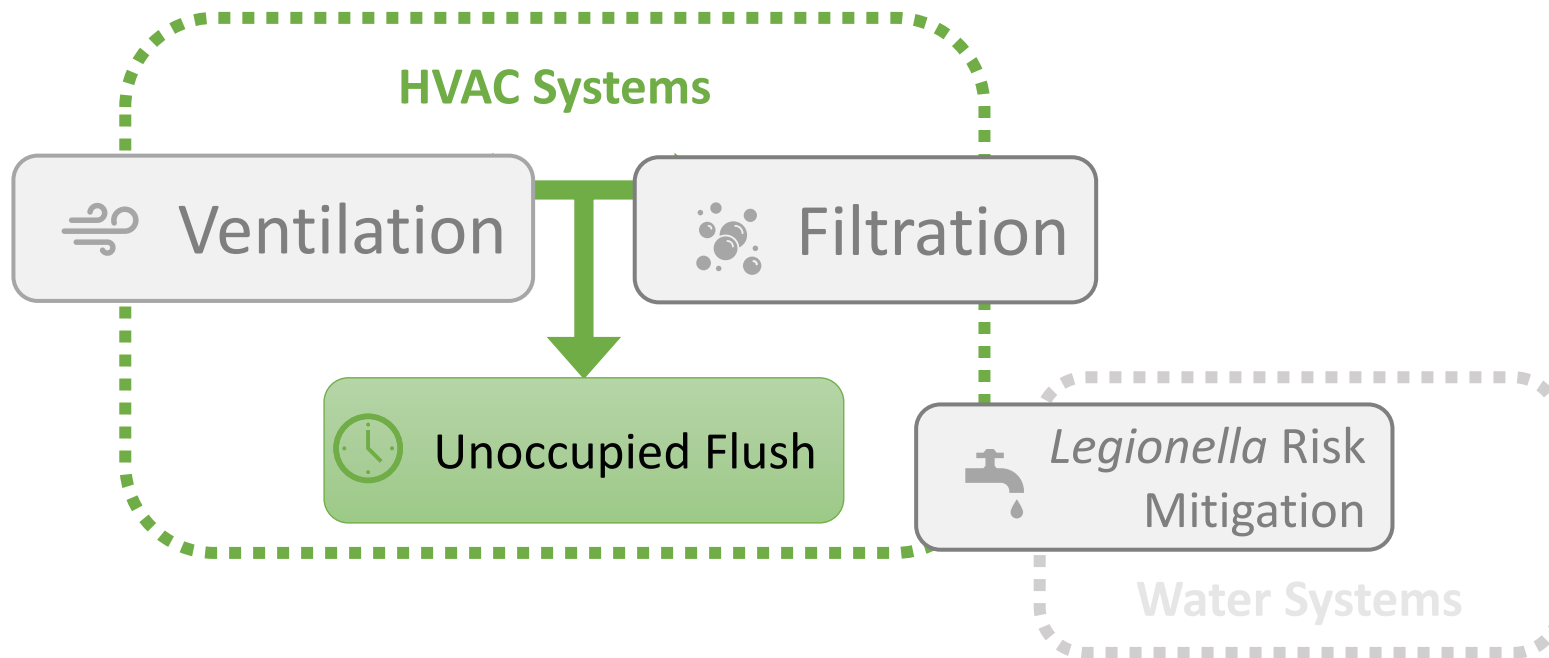 HVAC Systems
Ventilation
Filtration
Unoccupied Flush
Legionella Risk
Mitigation
Water Systems